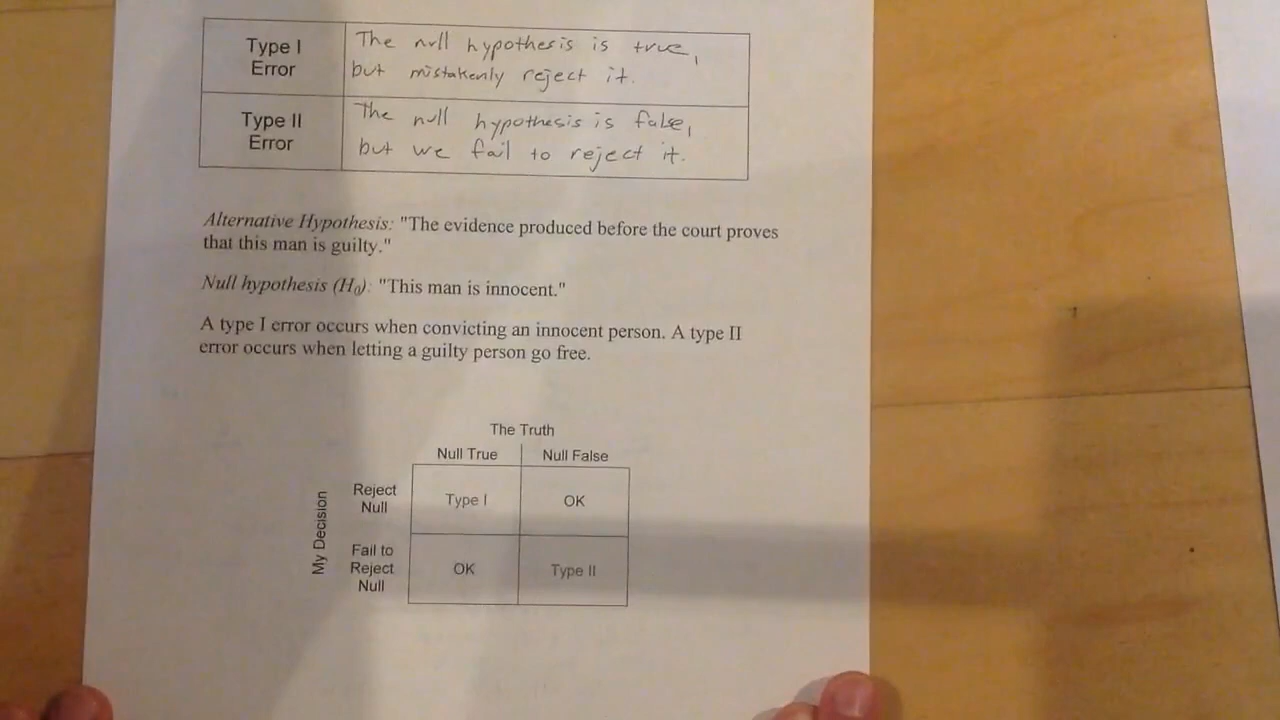 Type I
Error
The null hypothesis is true,
but mistakenly reject it.
Type II
Error
The null hypothesis is false,
but we fail to reject it.
Alternative Hypothesis: "The evidence produced before the court proves
that this man is guilty."
Null hypothesis (H₀): "This man is innocent."
A type I error occurs when convicting an innocent person. A type II
error occurs when letting a guilty person go free.
The Truth
Null True
Null False
My Decision
Reject
Null
Type I
OK
Fail to
Reject
Null
OK
Type II